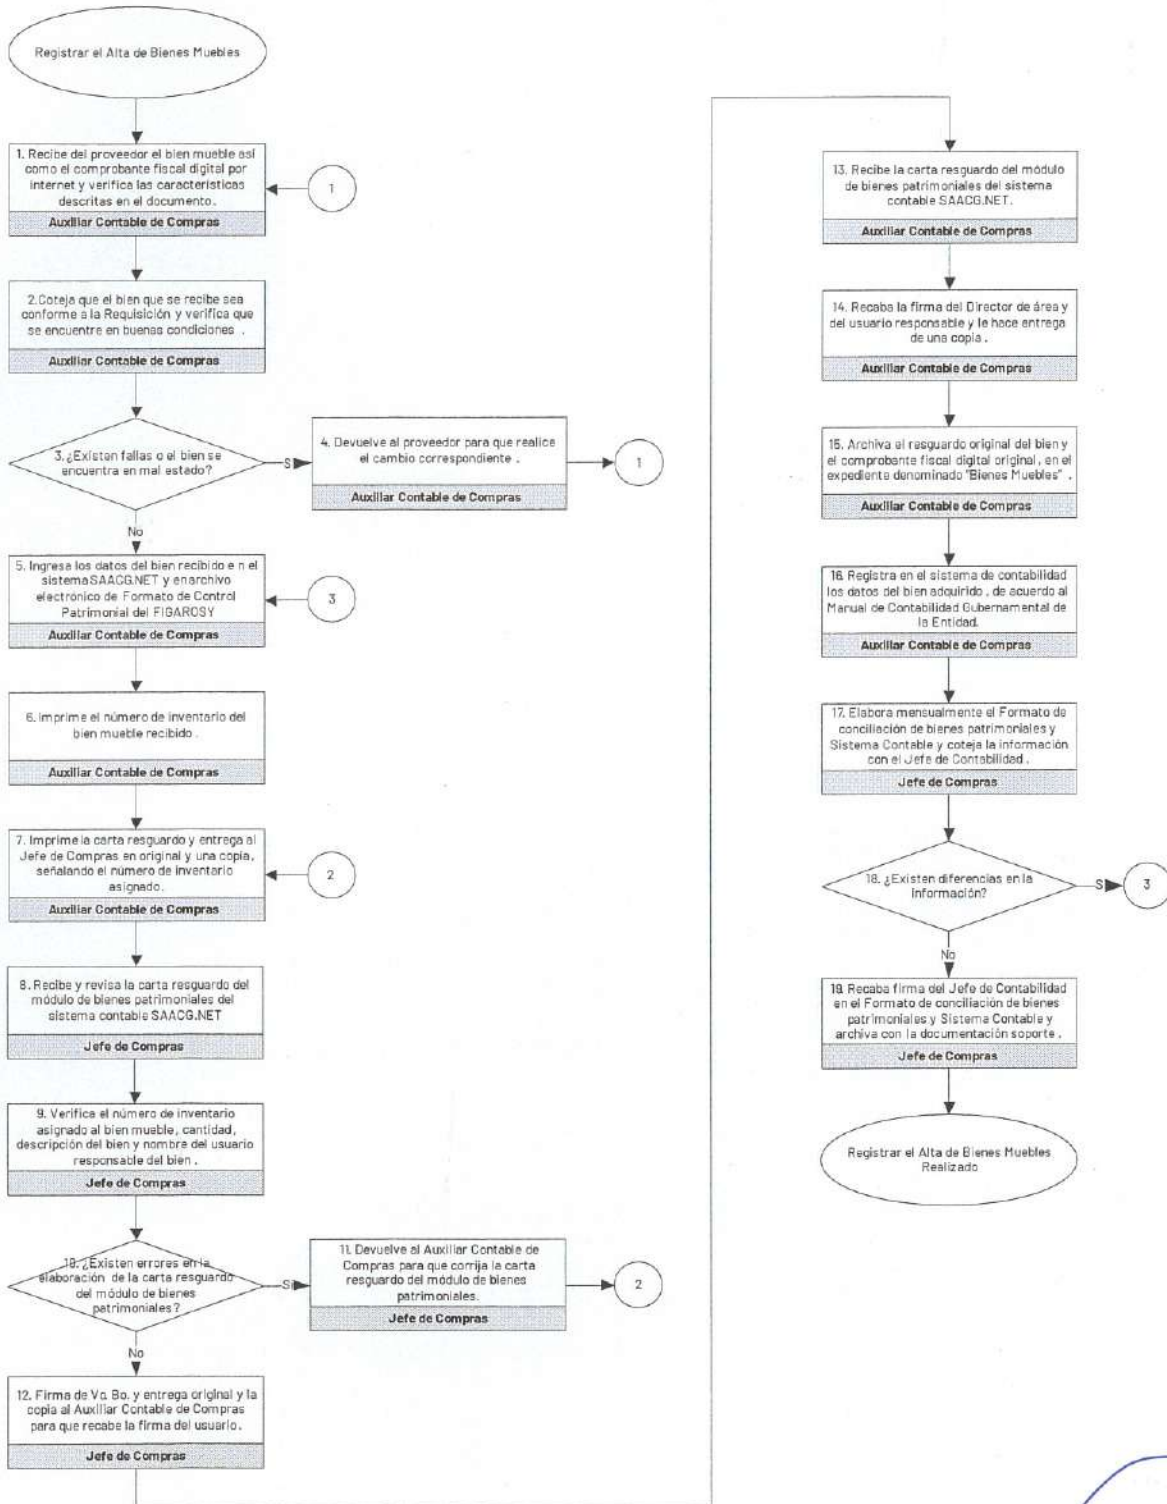 Registrar el Alta de Bienes Muebles
1. Recibe del proveedor el bien mueble así
como el comprobante fiscal digital por
internet y verifica las características
descritas en el documento.
Auxiliar Contable de Compras
1
2.Coteja que el bien que se recibe sea
conforme a la Requisición y verifica que
se encuentre en buenas condiciones .
Auxiliar Contable de Compras
3. ¿Existen fallas o el bien se
encuentra en mal estado?
S
4. Devuelve al proveedor para que realice
el cambio correspondiente .
Auxiliar Contable de Compras
1
No
5. Ingresa los datos del bien recibido e n el
sistema SAACG.NET y en archivo
electrónico de Formato de Control
Patrimonial del FIGAROSY
Auxiliar Contable de Compras
3
6. Imprime el número de inventario del
bien mueble recibido .
Auxiliar Contable de Compras
7. Imprime la carta resguardo y entrega al
Jefe de Compras en original y una copia,
señalando el número de inventario
asignado.
Auxiliar Contable de Compras
2
8. Recibe y revisa la carta resguardo del
módulo de bienes patrimoniales del
sistema contable SAACG.NET
Jefe de Compras
9. Verifica el número de inventario
asignado al bien mueble, cantidad,
descripción del bien y nombre del usuario
responsable del bien .
Jefe de Compras
10. ¿Existen errores en la
elaboración de la carta resguardo
del módulo de bienes
patrimoniales?
Sí
11. Devuelve al Auxiliar Contable de
Compras para que corrija la carta
resguardo del módulo de bienes
patrimoniales.
Jefe de Compras
2
No
12. Firma de Vo. Bo. y entrega original y la
copia al Auxiliar Contable de Compras
para que recabe la firma del usuario.
Jefe de Compras
13. Recibe la carta resguardo del módulo
de bienes patrimoniales del sistema
contable SAACG.NET.
Auxiliar Contable de Compras
14. Recaba la firma del Director de área y
del usuario responsable y le hace entrega
de una copia .
Auxiliar Contable de Compras
15. Archiva el resguardo original del bien y
el comprobante fiscal digital original, en el
expediente denominado "Bienes Muebles" .
Auxiliar Contable de Compras
16. Registra en el sistema de contabilidad
los datos del bien adquirido , de acuerdo al
Manual de Contabilidad Gubernamental de
la Entidad.
Auxiliar Contable de Compras
17. Elabora mensualmente el Formato de
conciliación de bienes patrimoniales y
Sistema Contable y coteja la información
con el Jefe de Contabilidad .
Jefe de Compras
18. ¿Existen diferencias en la
información?
S
3
No
19. Recaba firma del Jefe de Contabilidad
en el Formato de conciliación de bienes
patrimoniales y Sistema Contable y
archiva con la documentación soporte .
Jefe de Compras
Registrar el Alta de Bienes Muebles
Realizado